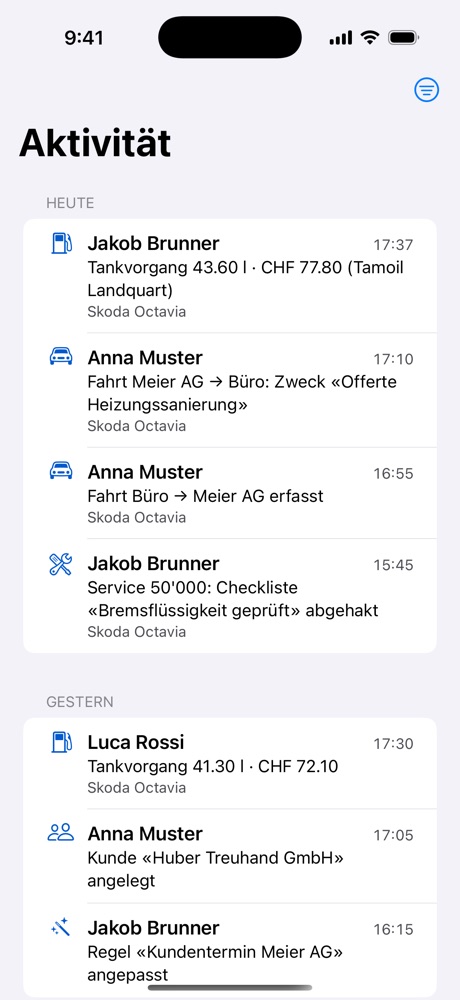 9:41
Aktivität
HEUTE
Jakob Brunner 17:37
Tankvorgang 43.60 l · CHF 77.80 (Tamoil
Landquart)
Skoda Octavia
Anna Muster 17:10
Fahrt Meier AG → Büro: Zweck «Offerte
Heizungssanierung»
Skoda Octavia
Anna Muster 16:55
Fahrt Büro → Meier AG erfasst
Skoda Octavia
Jakob Brunner 15:45
Service 50'000: Checkliste
«Bremsflüssigkeit geprüft» abgehakt
Skoda Octavia
GESTERN
Luca Rossi 17:30
Tankvorgang 41.30 l · CHF 72.10
Skoda Octavia
Anna Muster 17:05
Kunde «Huber Treuhand GmbH»
angelegt
Jakob Brunner 16:15
Regel «Kundentermin Meier AG»
angepasst